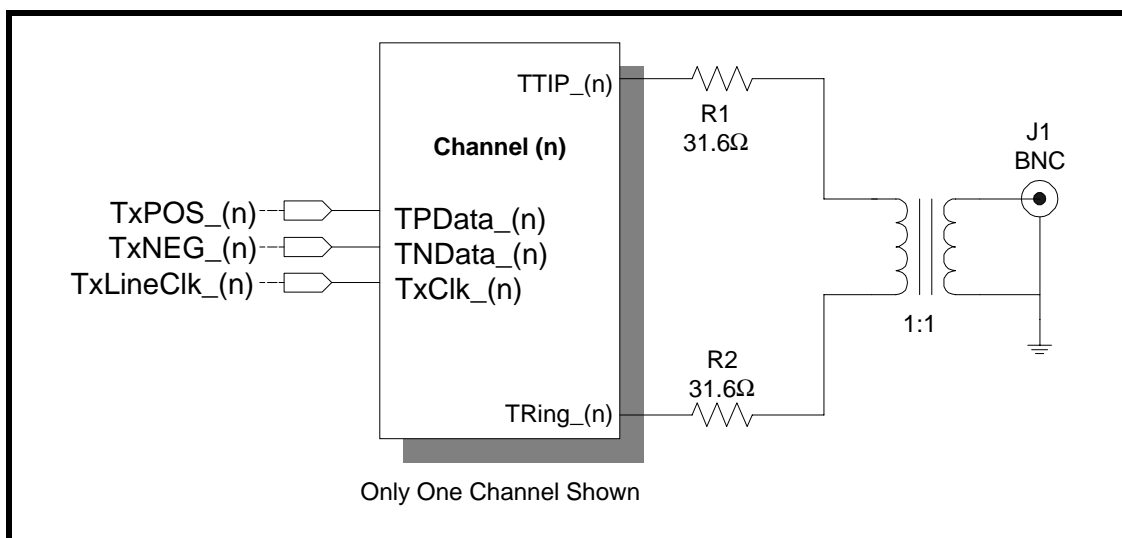 TTIP_(n)
R1
31.6Ω
Channel (n)
J1
BNC
TxPOS_(n)
TPData_(n)
TxNEG_(n)
TNData_(n)
TxLineClk_(n)
TxClk_(n)
1:1
R2
31.6Ω
TRing_(n)
Only One Channel Shown